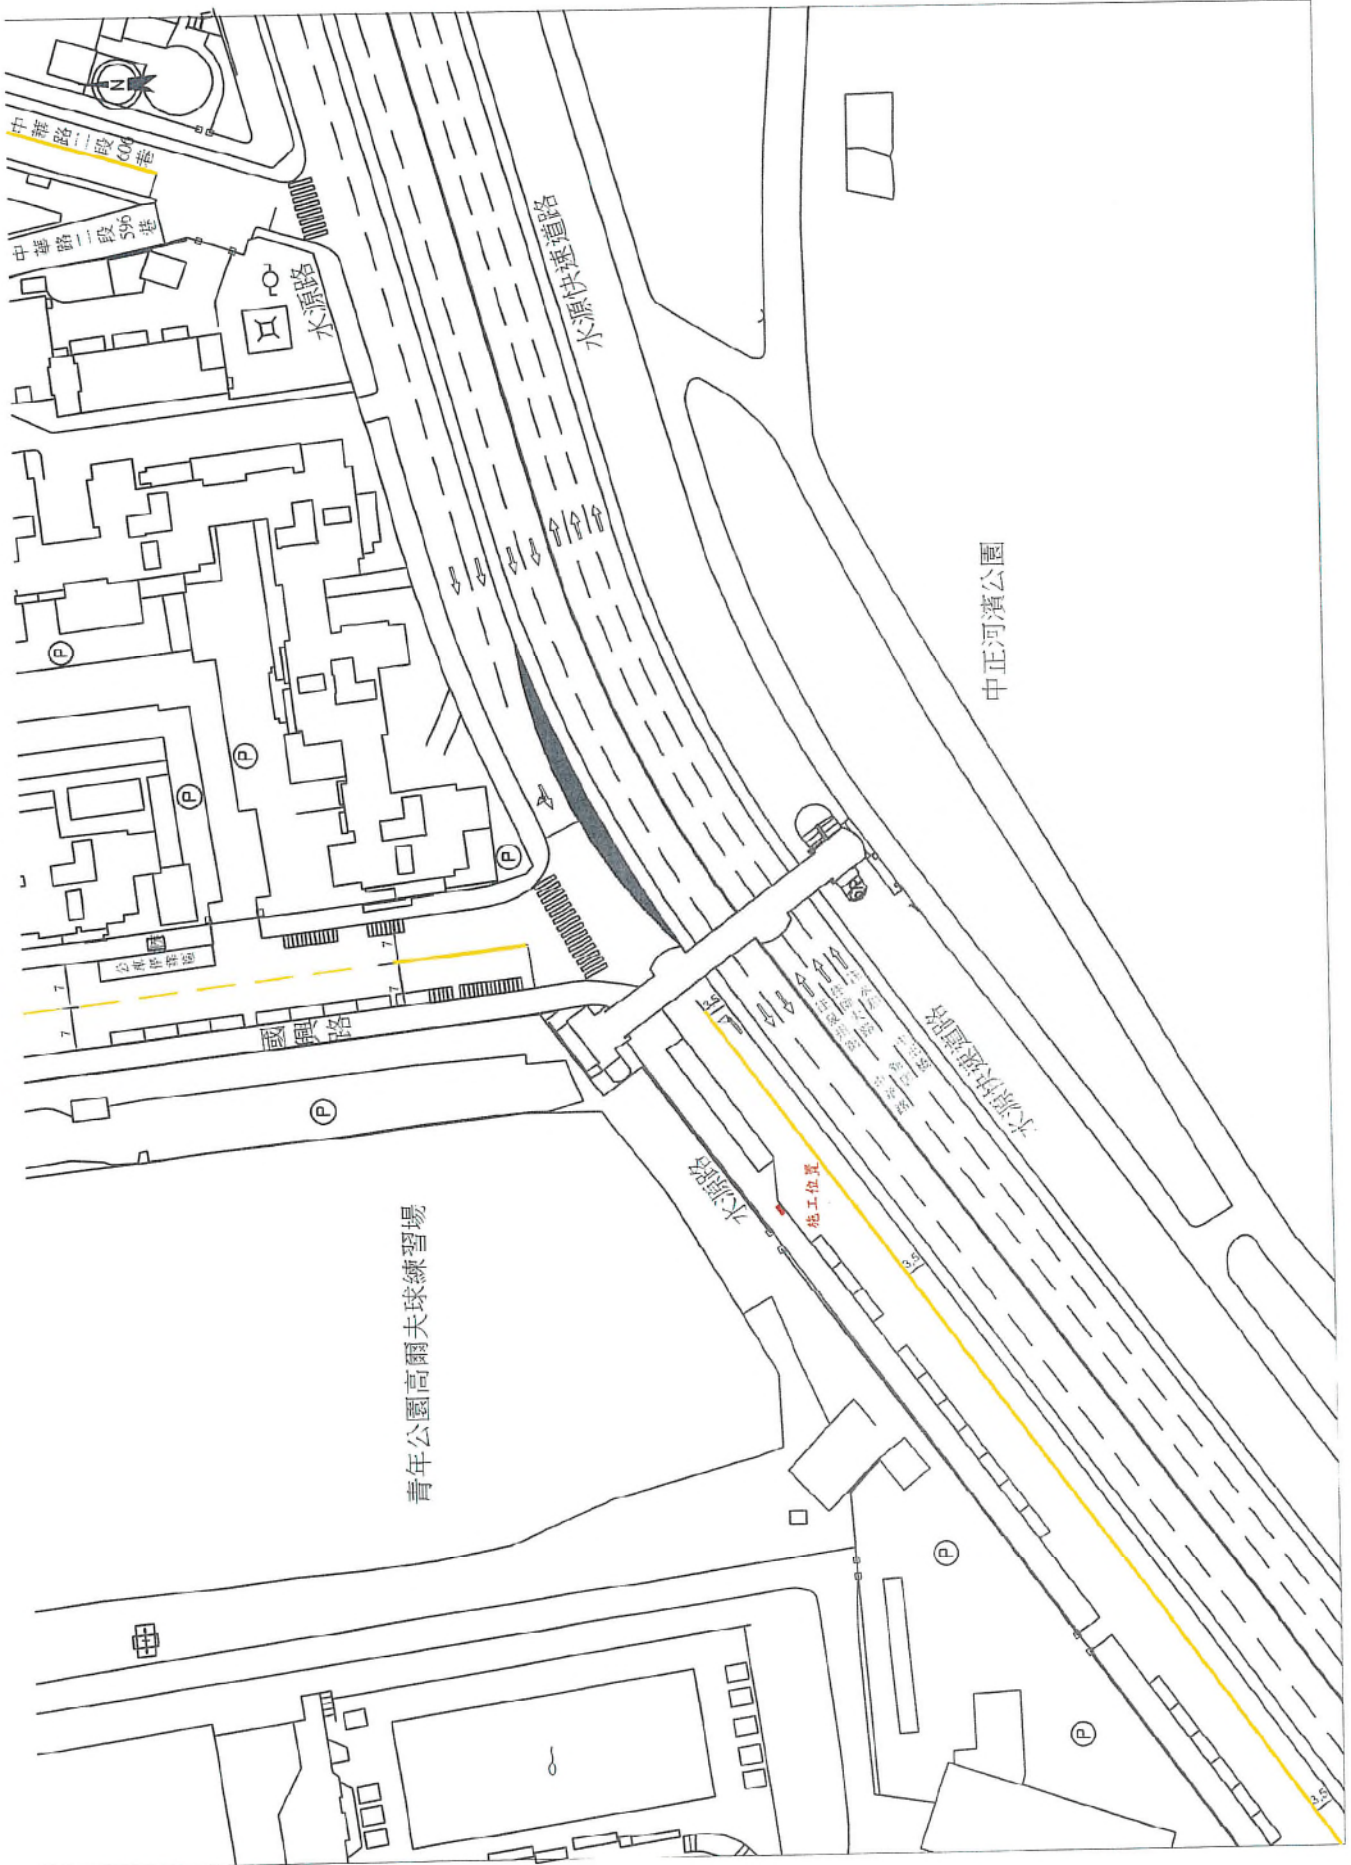 N
中華路二段606巷
中華路二段596巷
水源路
水源快速道路
中正河濱公園
P
P
P
P
公車停靠區
7
7
7
7
國興路
P
3.5
水源快速道路
水源路
施工位置
3.5
青年公園高爾夫球練習場
P
P
3.5